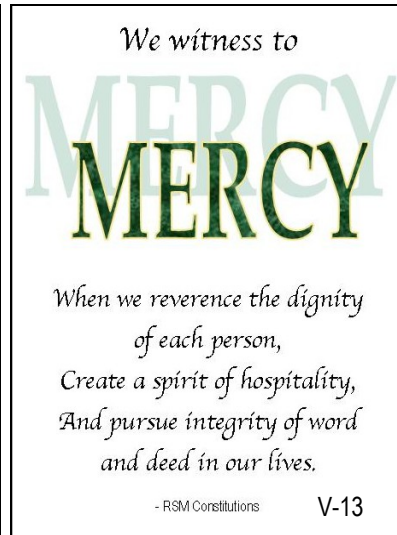 We witness to
MERCY
MERCY
When we reverence the dignity
of each person,
Create a spirit of hospitality,
And pursue integrity of word
and deed in our lives.
- RSM Constitutions V-13